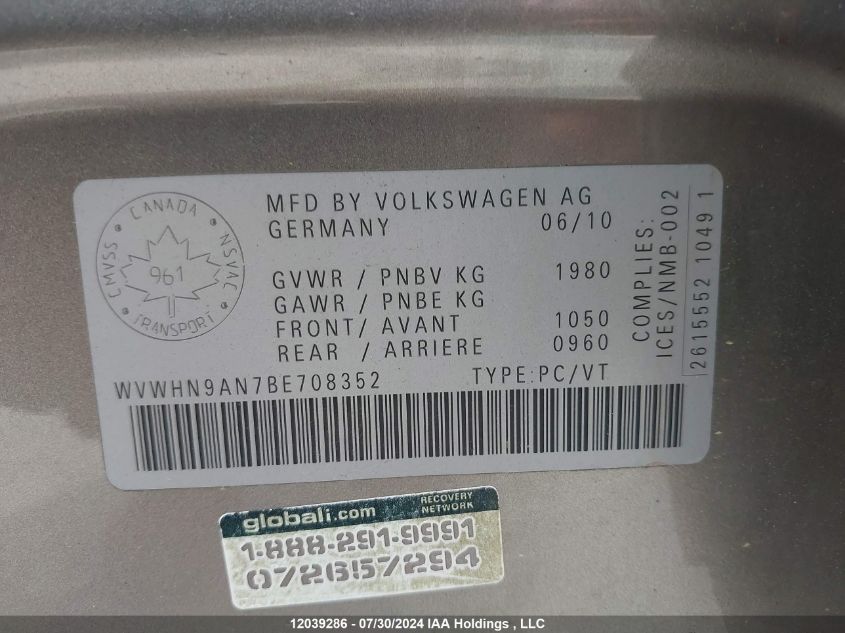 CANADA
CMVSS
NSVAC
961
TRANSPORT
MFD BY VOLKSWAGEN AG
GERMANY 06/10
GVWR / PNBV KG 1980
GAWR / PNBE KG
FRONT/ AVANT 1050
REAR / ARRIERE 0960
WVWHN9AN7BE708352 TYPE:PC/VT
COMPLIES:
ICES/NMB-002
2615552 1049 1
globali.com RECOVERY
NETWORK
1-888-291-9991
0726572​94
12039286 - 07/30/2024 IAA Holdings , LLC